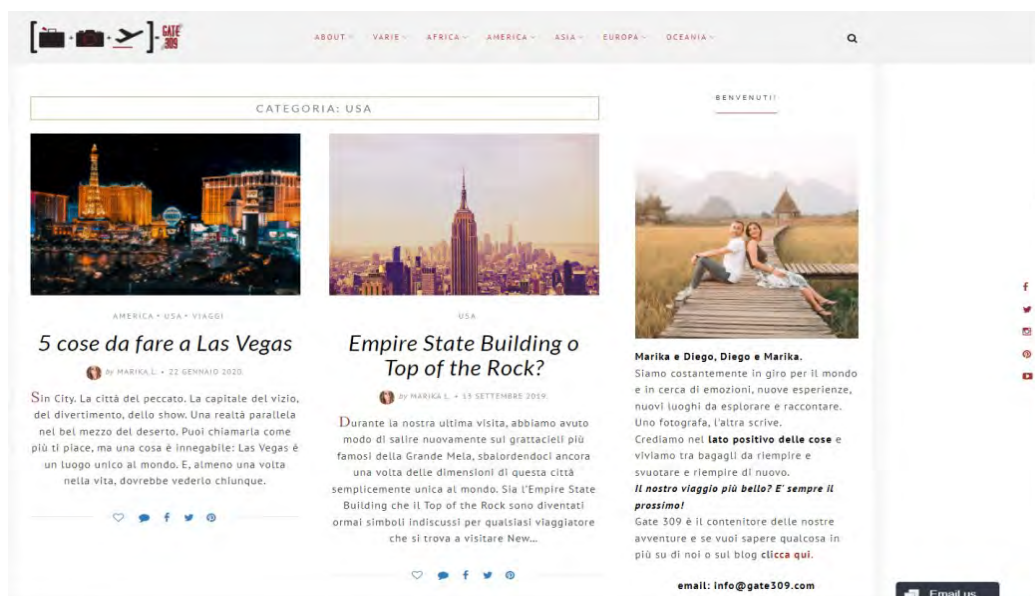 GATE 309
ABOUT VARIE AFRICA AMERICA ASIA EUROPA OCEANIA
CATEGORIA: USA
AMERICA • USA • VIAGGI
5 cose da fare a Las Vegas
by MARIKA L. • 22 GENNAIO 2020.
Sin City. La città del peccato. La capitale del vizio,
del divertimento, dello show. Una realtà parallela
nel bel mezzo del deserto. Puoi chiamarla come
più ti piace, ma una cosa è innegabile: Las Vegas è
un luogo unico al mondo. E, almeno una volta
nella vita, dovrebbe vederlo chiunque.
USA
Empire State Building o
Top of the Rock?
by MARIKA L. • 13 SETTEMBRE 2019.
Durante la nostra ultima visita, abbiamo avuto
modo di salire nuovamente sui grattacieli più
famosi della Grande Mela, sbalordendoci ancora
una volta delle dimensioni di questa città
semplicemente unica al mondo. Sia l'Empire State
Building che il Top of the Rock sono diventati
ormai simboli indiscussi per qualsiasi viaggiatore
che si trova a visitare New...
BENVENUTI!
Marika e Diego, Diego e Marika.
Siamo costantemente in giro per il mondo
e in cerca di emozioni, nuove esperienze,
nuovi luoghi da esplorare e raccontare.
Uno fotografa, l'altra scrive.
Crediamo nel lato positivo delle cose e
viviamo tra bagagli da riempire e
svuotare e riempire di nuovo.
Il nostro viaggio più bello? E' sempre il
prossimo!
Gate 309 è il contenitore delle nostre
avventure e se vuoi sapere qualcosa in
più su di noi o sul blog clicca qui.
email: info@gate309.com
Email us